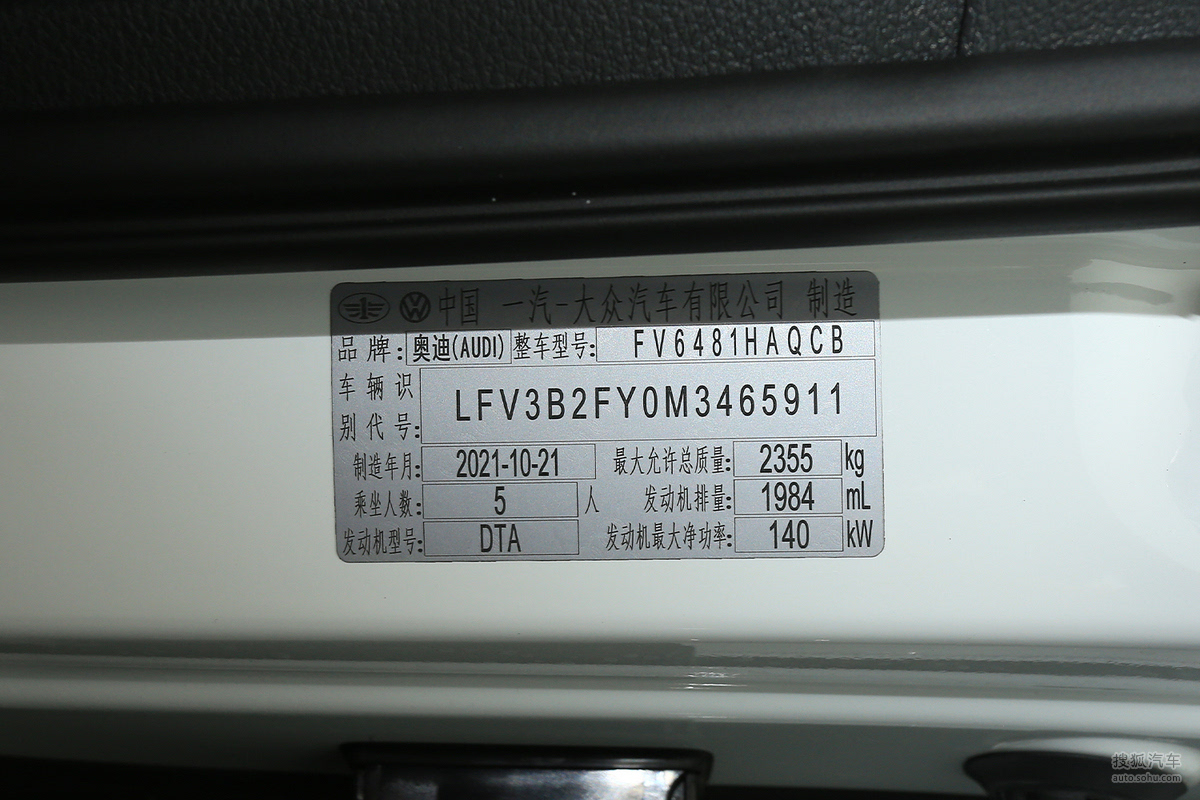 中国 一汽-大众汽车有限公司 制造
品牌: 奥迪(AUDI) 整车型号: FV6481HAQCB
车辆识别代号: LFV3B2FY0M3465911
制造年月: 2021-10-21 最大允许总质量: 2355 kg
乘坐人数: 5 人 发动机排量: 1984 mL
发动机型号: DTA 发动机最大净功率: 140 kW
搜狐汽车
auto.sohu.com